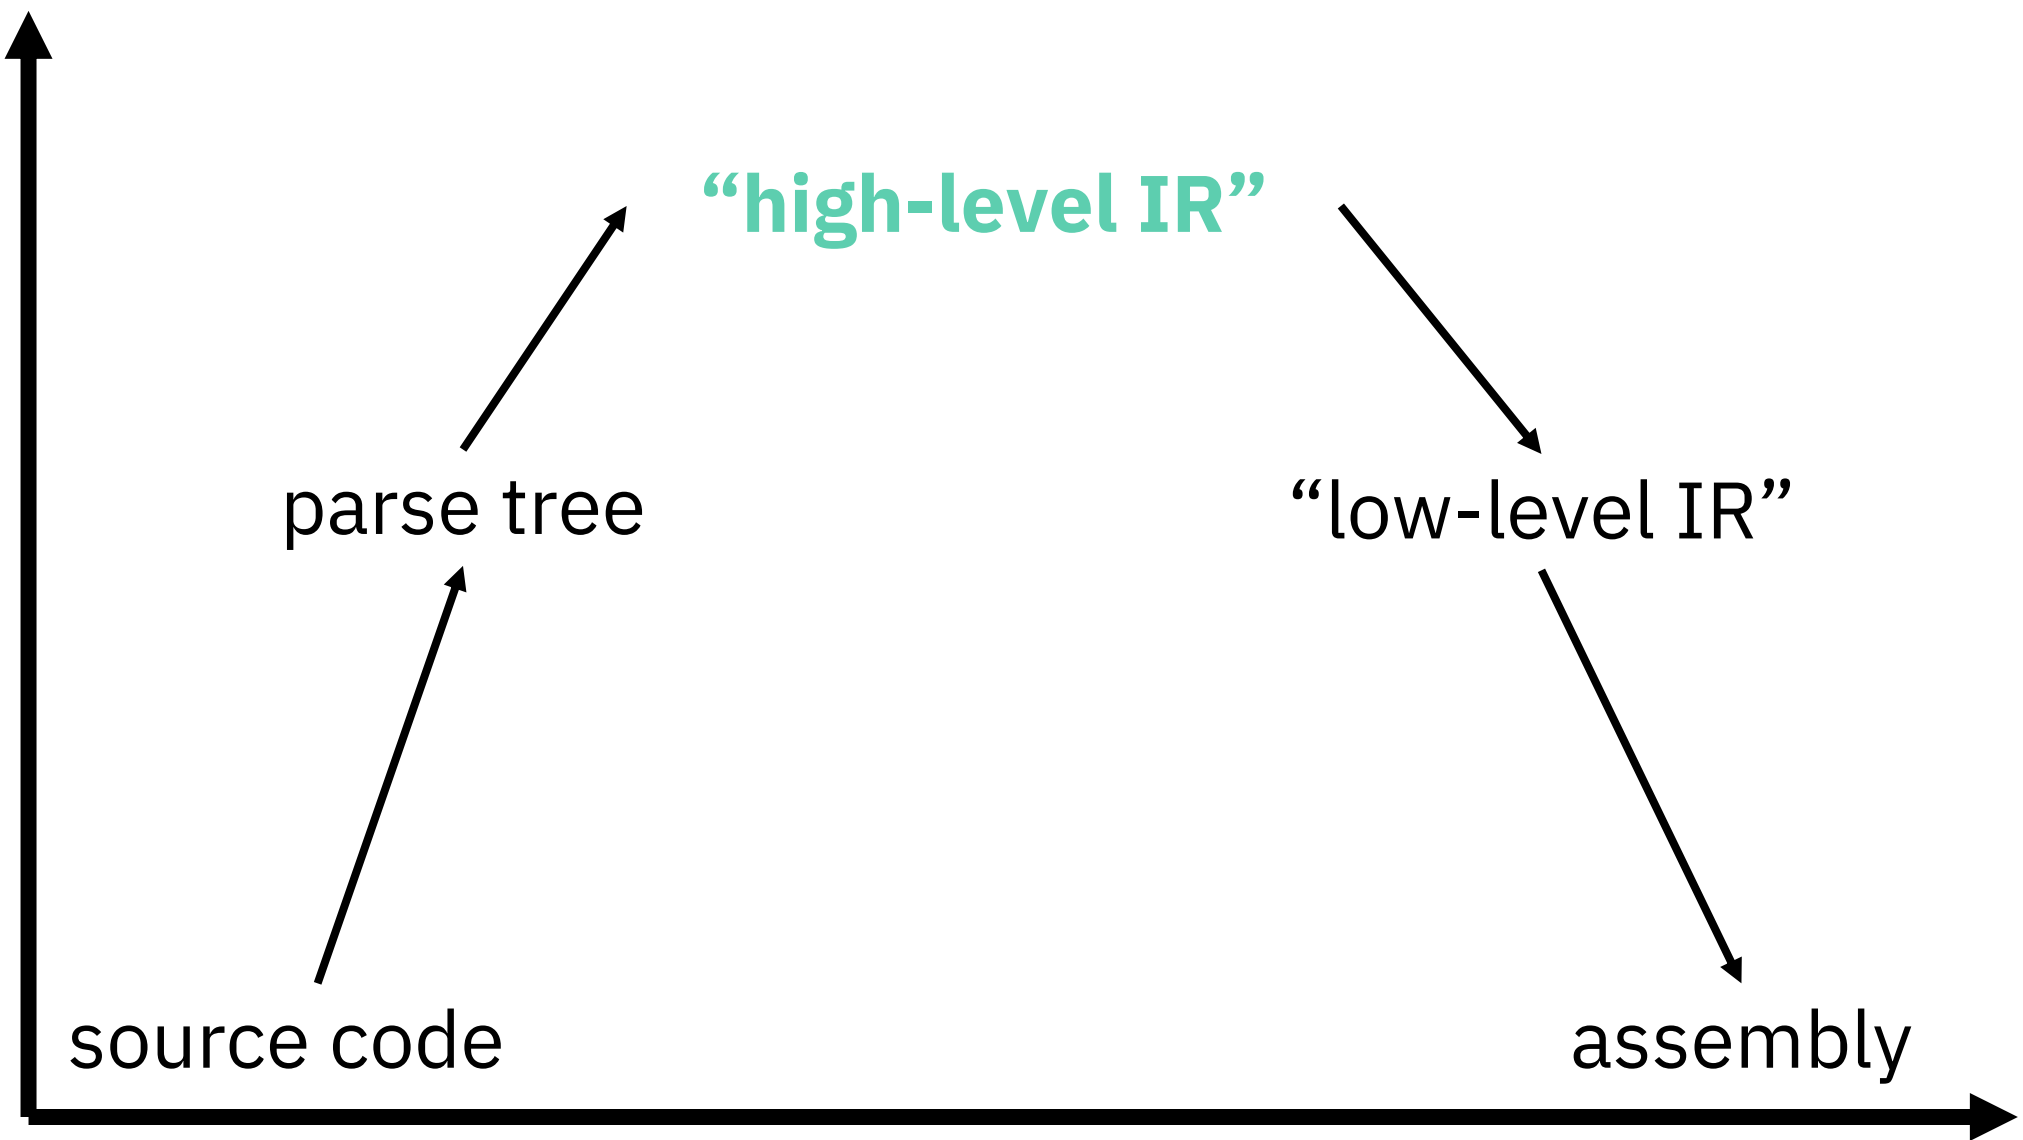 “high-level IR”
parse tree
“low-level IR”
source code
assembly